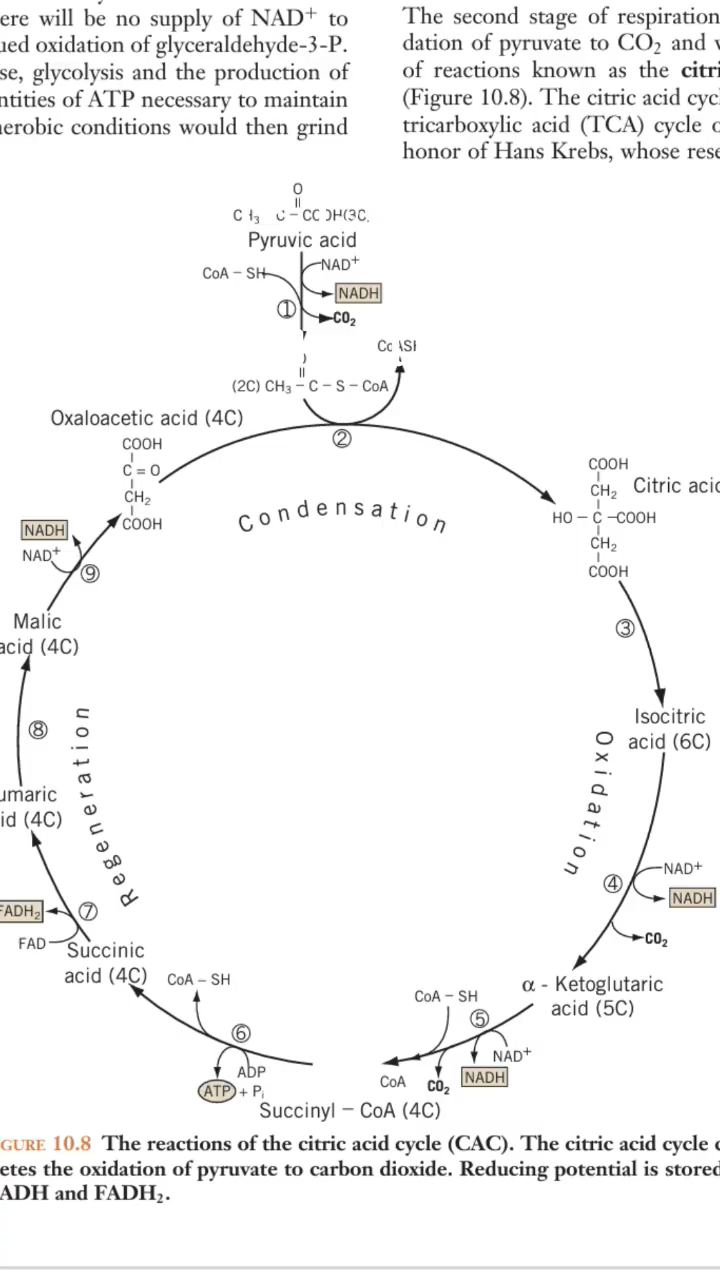 ere will be no supply of NAD+ to
ued oxidation of glyceraldehyde-3-P.
se, glycolysis and the production of
ntities of ATP necessary to maintain
nerobic conditions would then grind
The second stage of respiration
dation of pyruvate to CO2 and w
of reactions known as the citri
(Figure 10.8). The citric acid cycl
tricarboxylic acid (TCA) cycle o
honor of Hans Krebs, whose rese
O
Pyruvic acid
CoA – SH
NAD+
NADH
①
CO2
(2C) CH3 – C – S – CoA
②
Oxaloacetic acid (4C)
COOH
C = O
CH2
COOH
Condensation
COOH
CH2 Citric acid
HO – C –COOH
CH2
COOH
NADH
NAD+
⑨
③
Malic
acid (4C)
Isocitric
acid (6C)
⑧
Regeneration
Oxidation
umaric
id (4C)
④
NAD+
NADH
CO2
FADH2
⑦
FAD
Succinic
acid (4C)
CoA – SH
α - Ketoglutaric
acid (5C)
CoA – SH
⑤
⑥
NAD+
ADP
ATP + Pi
CoA
CO2
NADH
Succinyl – CoA (4C)
GURE 10.8 The reactions of the citric acid cycle (CAC). The citric acid cycle c
etes the oxidation of pyruvate to carbon dioxide. Reducing potential is stored
ADH and FADH2.